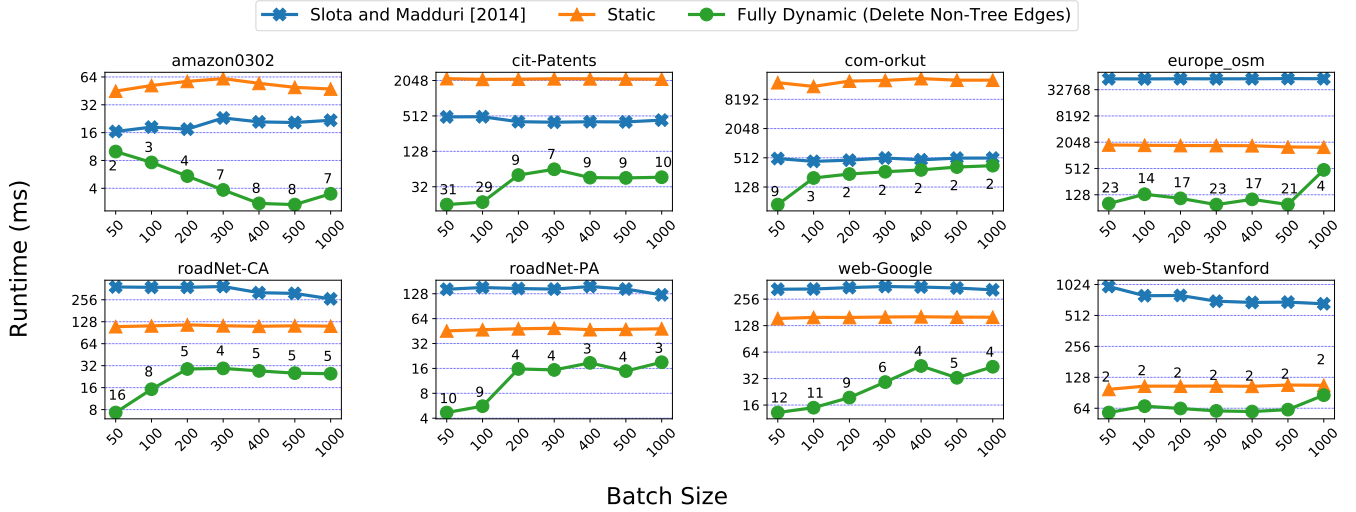 Slota and Madduri [2014] Static Fully Dynamic (Delete Non-Tree Edges)
Runtime (ms)
amazon0302
64
32
16
8
4
2 3 4 7 8 8 7
50 100 200 300 400 500 1000
cit-Patents
2048
512
128
32
31 29 9 7 9 9 10
50 100 200 300 400 500 1000
com-orkut
8192
2048
512
128
9 3 2 2 2 2 2
50 100 200 300 400 500 1000
europe_osm
32768
8192
2048
512
128
23 14 17 23 17 21 4
50 100 200 300 400 500 1000
roadNet-CA
256
128
64
32
16
8
16 8 5 4 5 5 5
50 100 200 300 400 500 1000
roadNet-PA
128
64
32
16
8
4
10 9 4 4 3 4 3
50 100 200 300 400 500 1000
web-Google
256
128
64
32
16
12 11 9 6 4 5 4
50 100 200 300 400 500 1000
web-Stanford
1024
512
256
128
64
2 2 2 2 2 2 2
50 100 200 300 400 500 1000
Batch Size